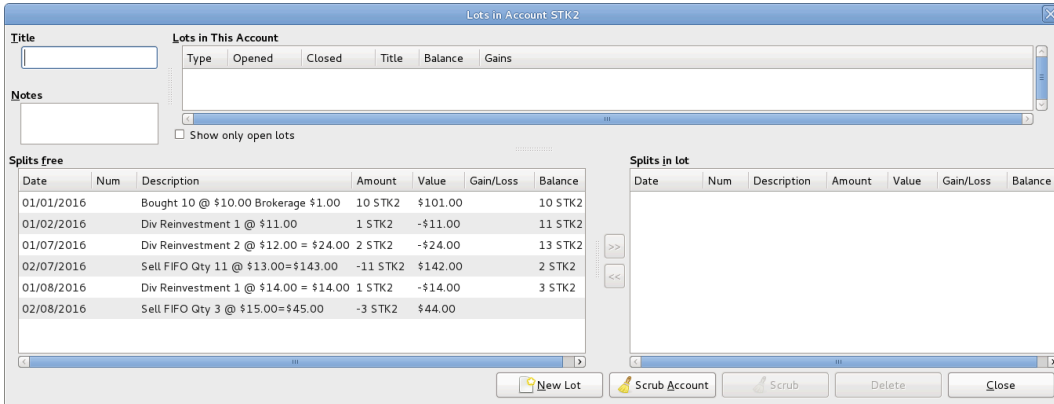 Lots in Account STK2
Title
Lots in This Account
Type Opened Closed Title Balance Gains
Notes
Show only open lots
Splits free
Splits in lot
Date Num Description Amount Value Gain/Loss Balance
Date Num Description Amount Value Gain/Loss Balance
01/01/2016 Bought 10 @ $10.00 Brokerage $1.00 10 STK2 $101.00 10 STK2
01/02/2016 Div Reinvestment 1 @ $11.00 1 STK2 -$11.00 11 STK2
01/07/2016 Div Reinvestment 2 @ $12.00 = $24.00 2 STK2 -$24.00 13 STK2
02/07/2016 Sell FIFO Qty 11 @ $13.00=$143.00 -11 STK2 $142.00 2 STK2
01/08/2016 Div Reinvestment 1 @ $14.00 = $14.00 1 STK2 -$14.00 3 STK2
02/08/2016 Sell FIFO Qty 3 @ $15.00=$45.00 -3 STK2 $44.00
>>
<<
New Lot Scrub Account Scrub Delete Close